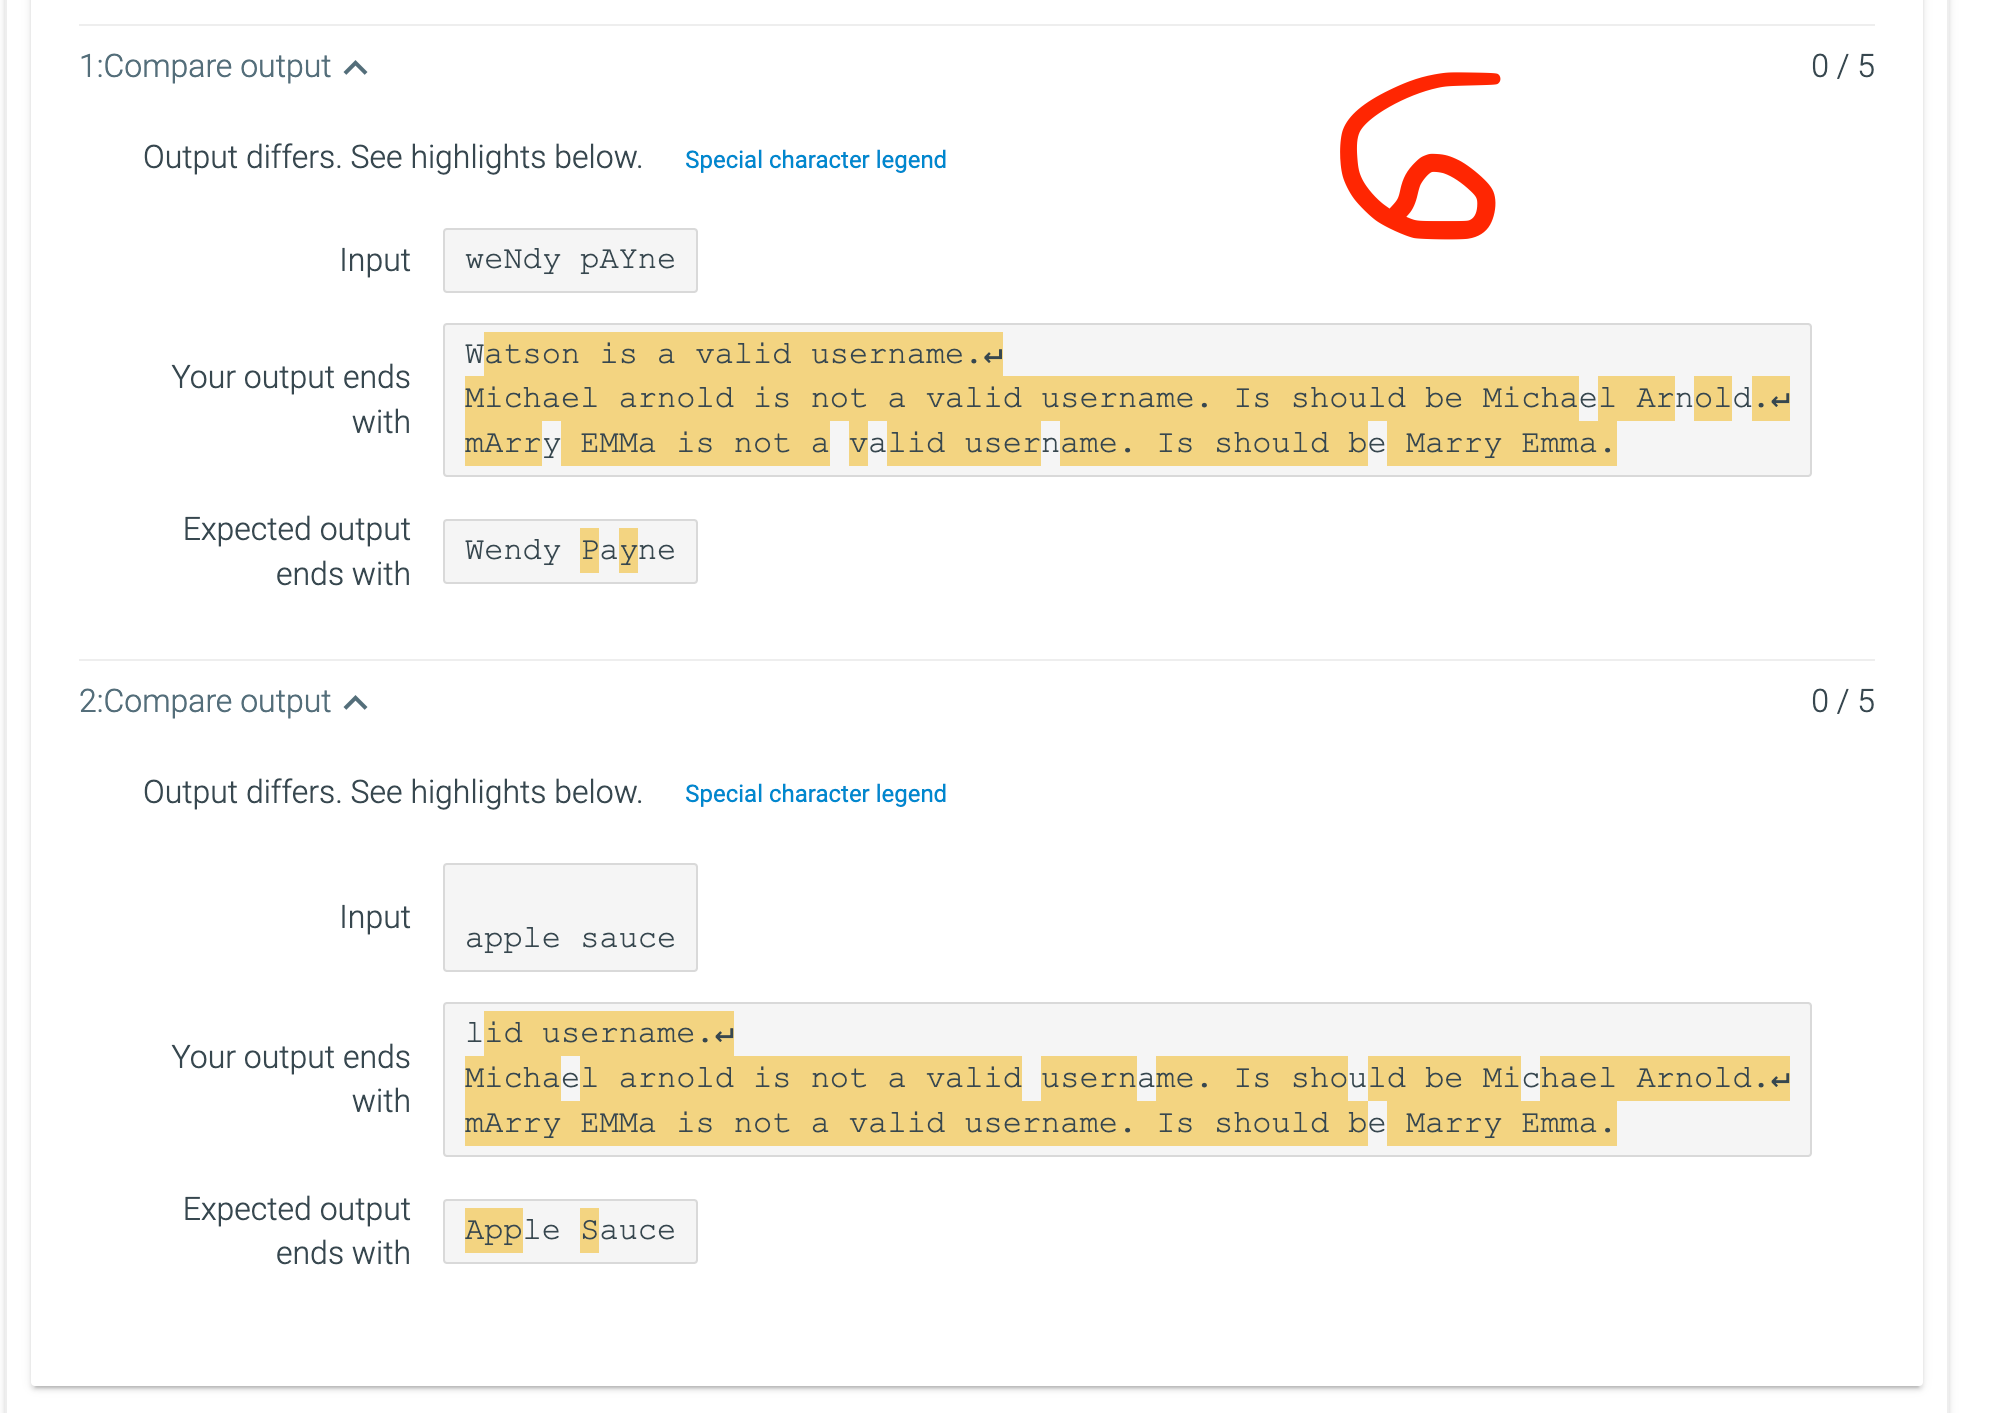 1:Compare output
0 / 5
6
Output differs. See highlights below. Special character legend
Input
weNdy pAYne
Your output ends with
Watson is a valid username.↵
Michael arnold is not a valid username. Is should be Michael Arnold.↵
mArry EMMa is not a valid username. Is should be Marry Emma.
Expected output ends with
Wendy Payne
2:Compare output
0 / 5
Output differs. See highlights below. Special character legend
Input
apple sauce
Your output ends with
lid username.↵
Michael arnold is not a valid username. Is should be Michael Arnold.↵
mArry EMMa is not a valid username. Is should be Marry Emma.
Expected output ends with
Apple Sauce